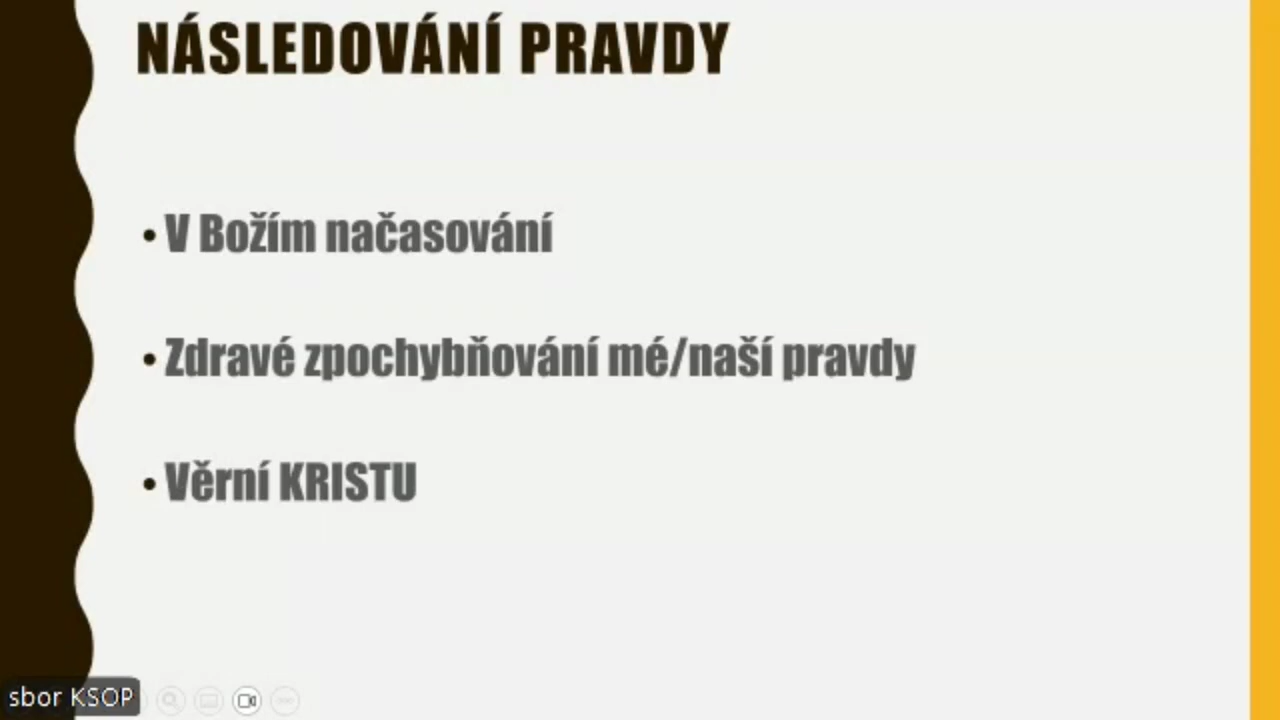 NÁSLEDOVÁNÍ PRAVDY
• V Božím načasování
• Zdravé zpochybňování mé/naší pravdy
• Věrní KRISTU
sbor KSOP